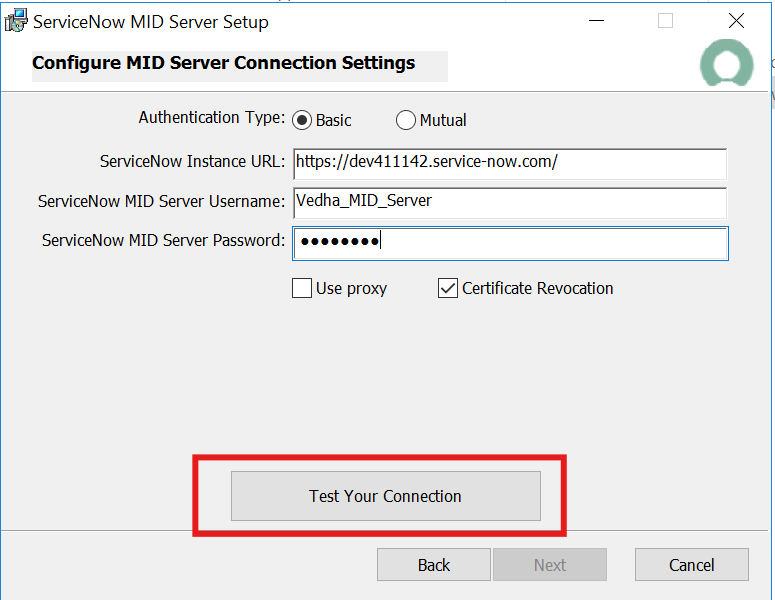 ServiceNow MID Server Setup
Configure MID Server Connection Settings
Authentication Type: Basic Mutual
ServiceNow Instance URL: https://dev411142.service-now.com/
ServiceNow MID Server Username: Vedha_MID_Server
ServiceNow MID Server Password: ••••••••
Use proxy Certificate Revocation
Test Your Connection
Back Next Cancel